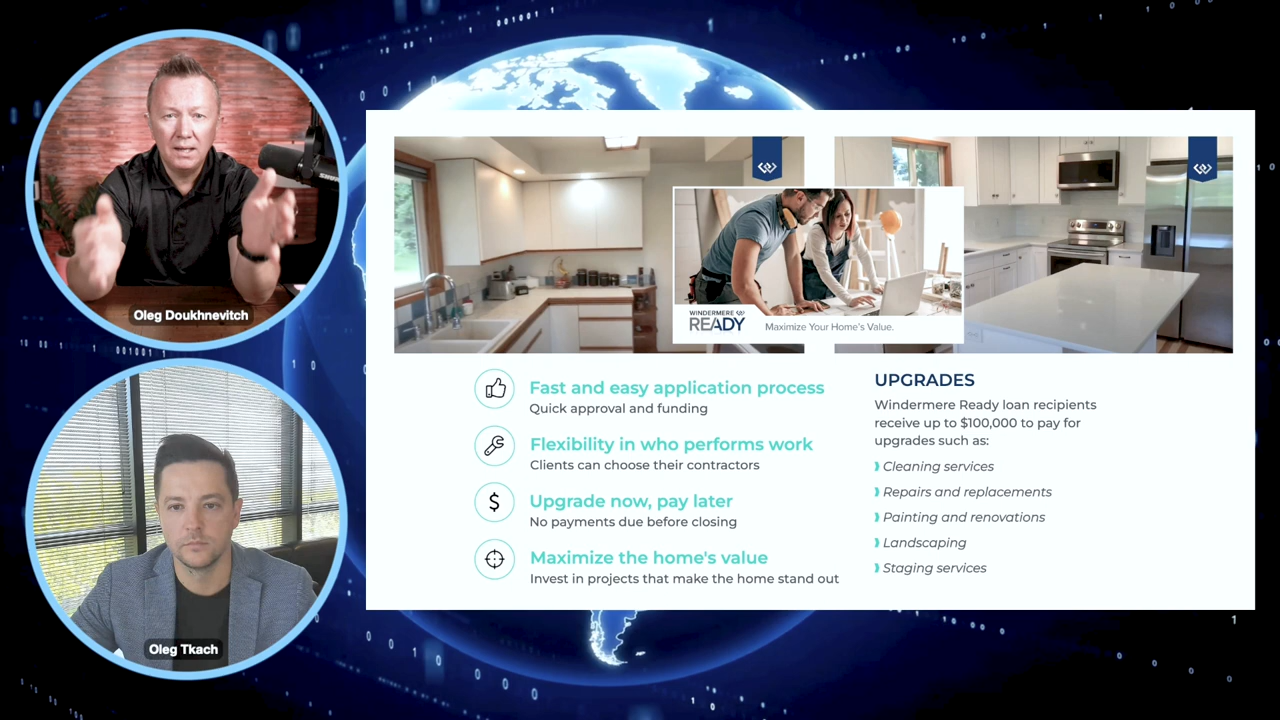 Oleg Doukhnevitch
Oleg Tkach
WINDERMERE
READY
Maximize Your Home's Value.
Fast and easy application process
Quick approval and funding
Flexibility in who performs work
Clients can choose their contractors
$
Upgrade now, pay later
No payments due before closing
Maximize the home's value
Invest in projects that make the home stand out
UPGRADES
Windermere Ready loan recipients
receive up to $100,000 to pay for
upgrades such as:
Cleaning services
Repairs and replacements
Painting and renovations
Landscaping
Staging services